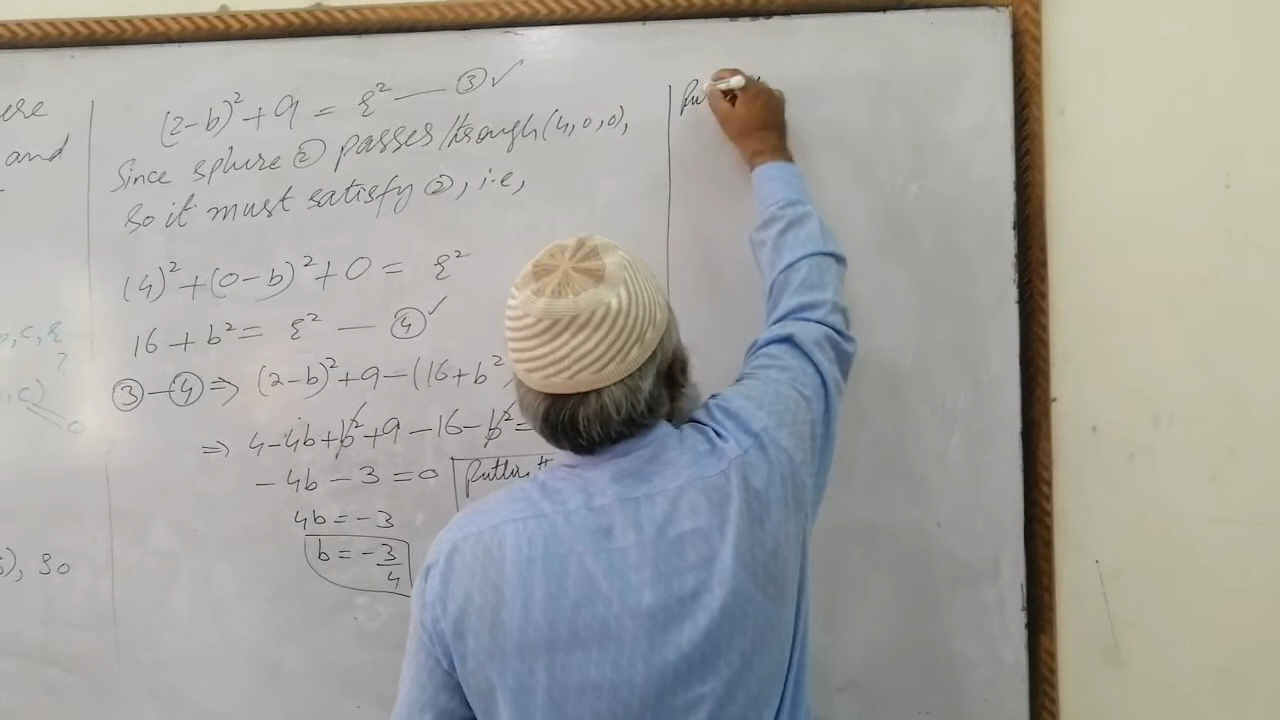 and
, so
(2-b)² + 9 = r² — ③ ✓
Since sphere ② passes through (4,0,0),
so it must satisfy ②, i.e,
(4)² + (0-b)² + 0 = r²
16 + b² = r² — ④ ✓
③ - ④ ⇒ (2-b)² + 9 - (16 + b²
⇒ 4 - 4b + b² + 9 - 16 - b² =
-4b - 3 = 0
4b = -3
b = -3/4
Putting